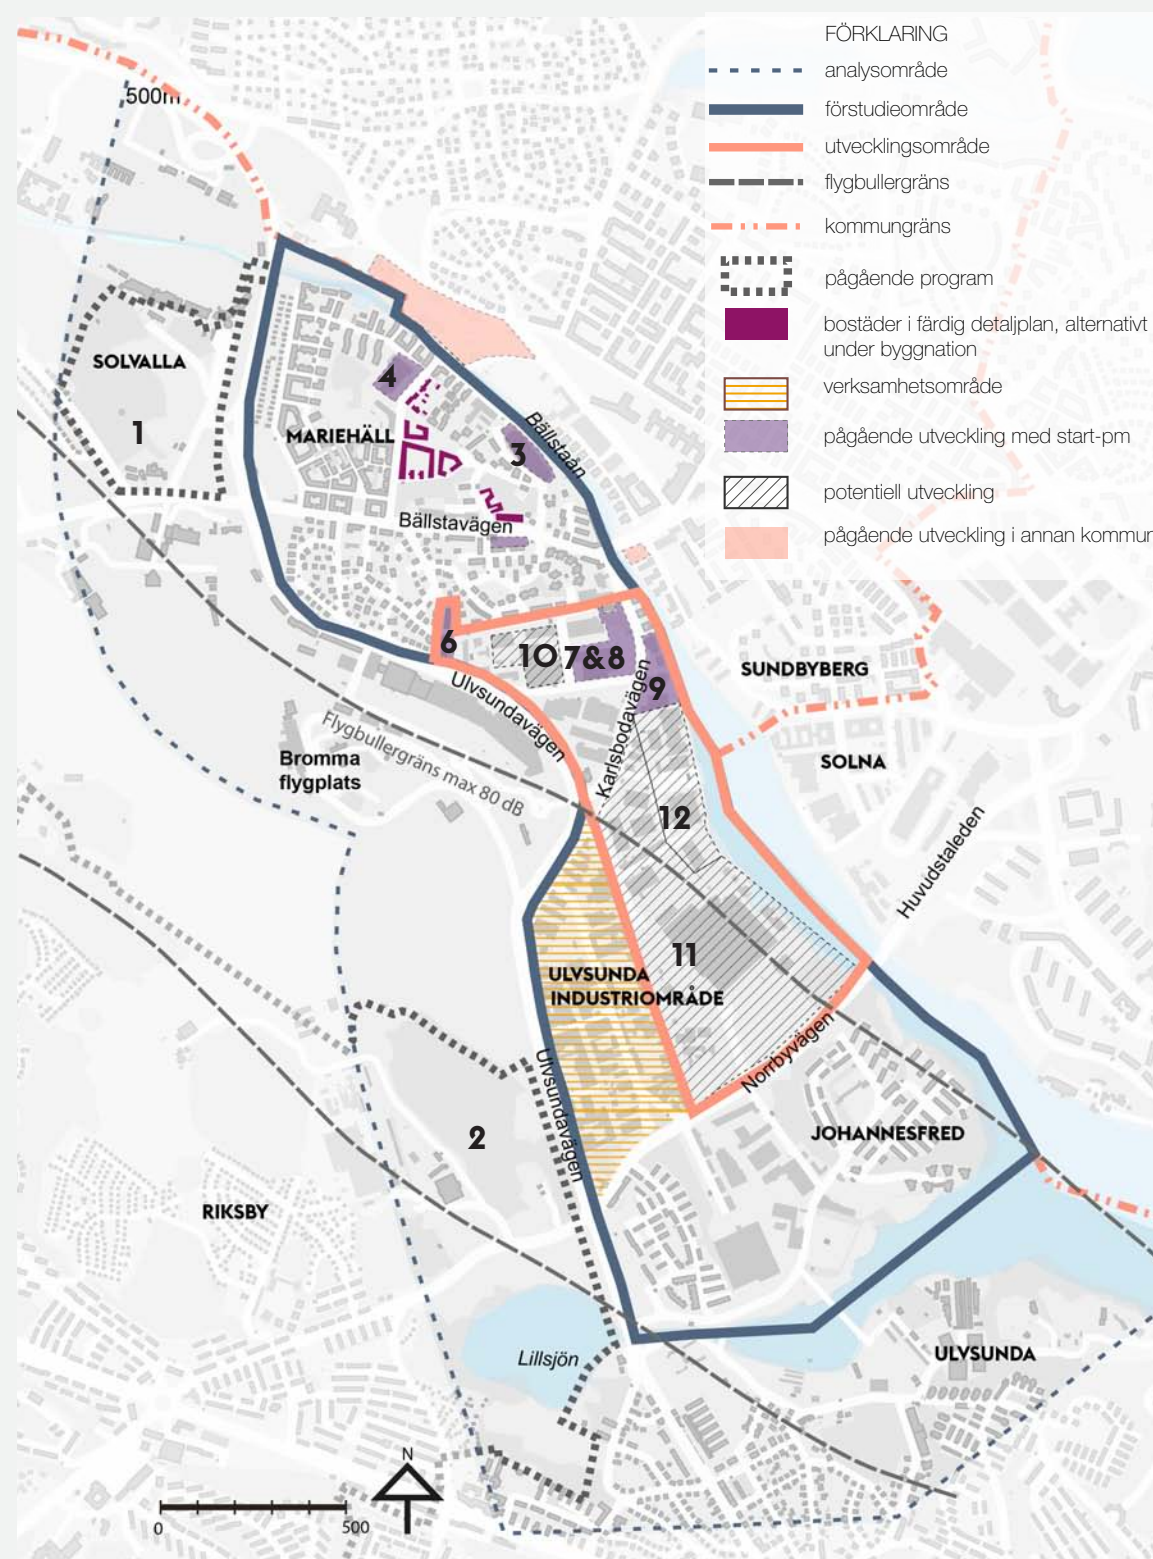 FÖRKLARING
analysområde
förstudieområde
utvecklingsområde
flygbullergräns
kommungräns
pågående program
bostäder i färdig detaljplan, alternativt
under byggnation
verksamhetsområde
pågående utveckling med start-pm
potentiell utveckling
pågående utveckling i annan kommun
500m
SOLVALLA
1
4
MARIEHÄLL
3
Bällstaån
Bällstavägen
6
10
7&8
9
SUNDBYBERG
Ulvsundavägen
Karlsbodavägen
Flygbullergräns max 80 dB
Bromma
flygplats
SOLNA
12
Huvudstaleden
11
ULVSUNDA
INDUSTRIOMRÅDE
Norrbyvägen
Ulvsundavägen
2
JOHANNESFRED
RIKSBY
Lillsjön
ULVSUNDA
N
0
500